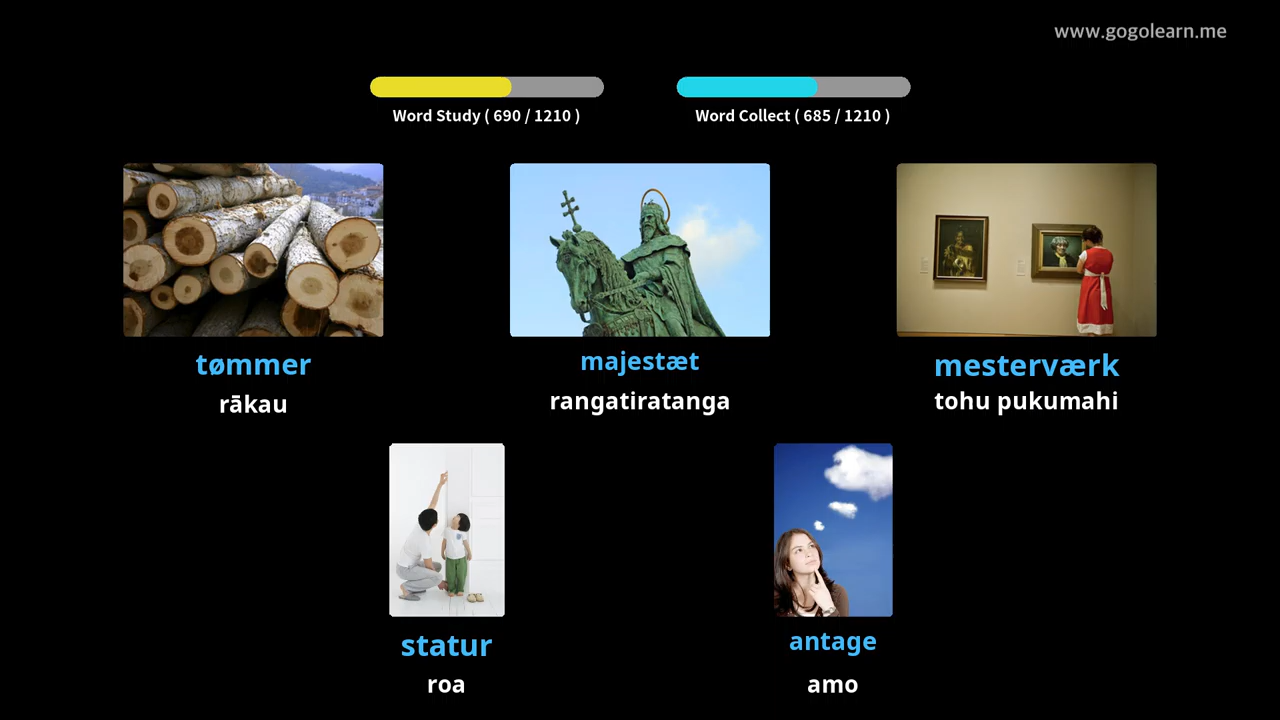 www.gogolearn.me
Word Study ( 690 / 1210 )
Word Collect ( 685 / 1210 )
tømmer
rākau
majestæt
rangatiratanga
mesterværk
tohu pukumahi
statur
roa
antage
amo